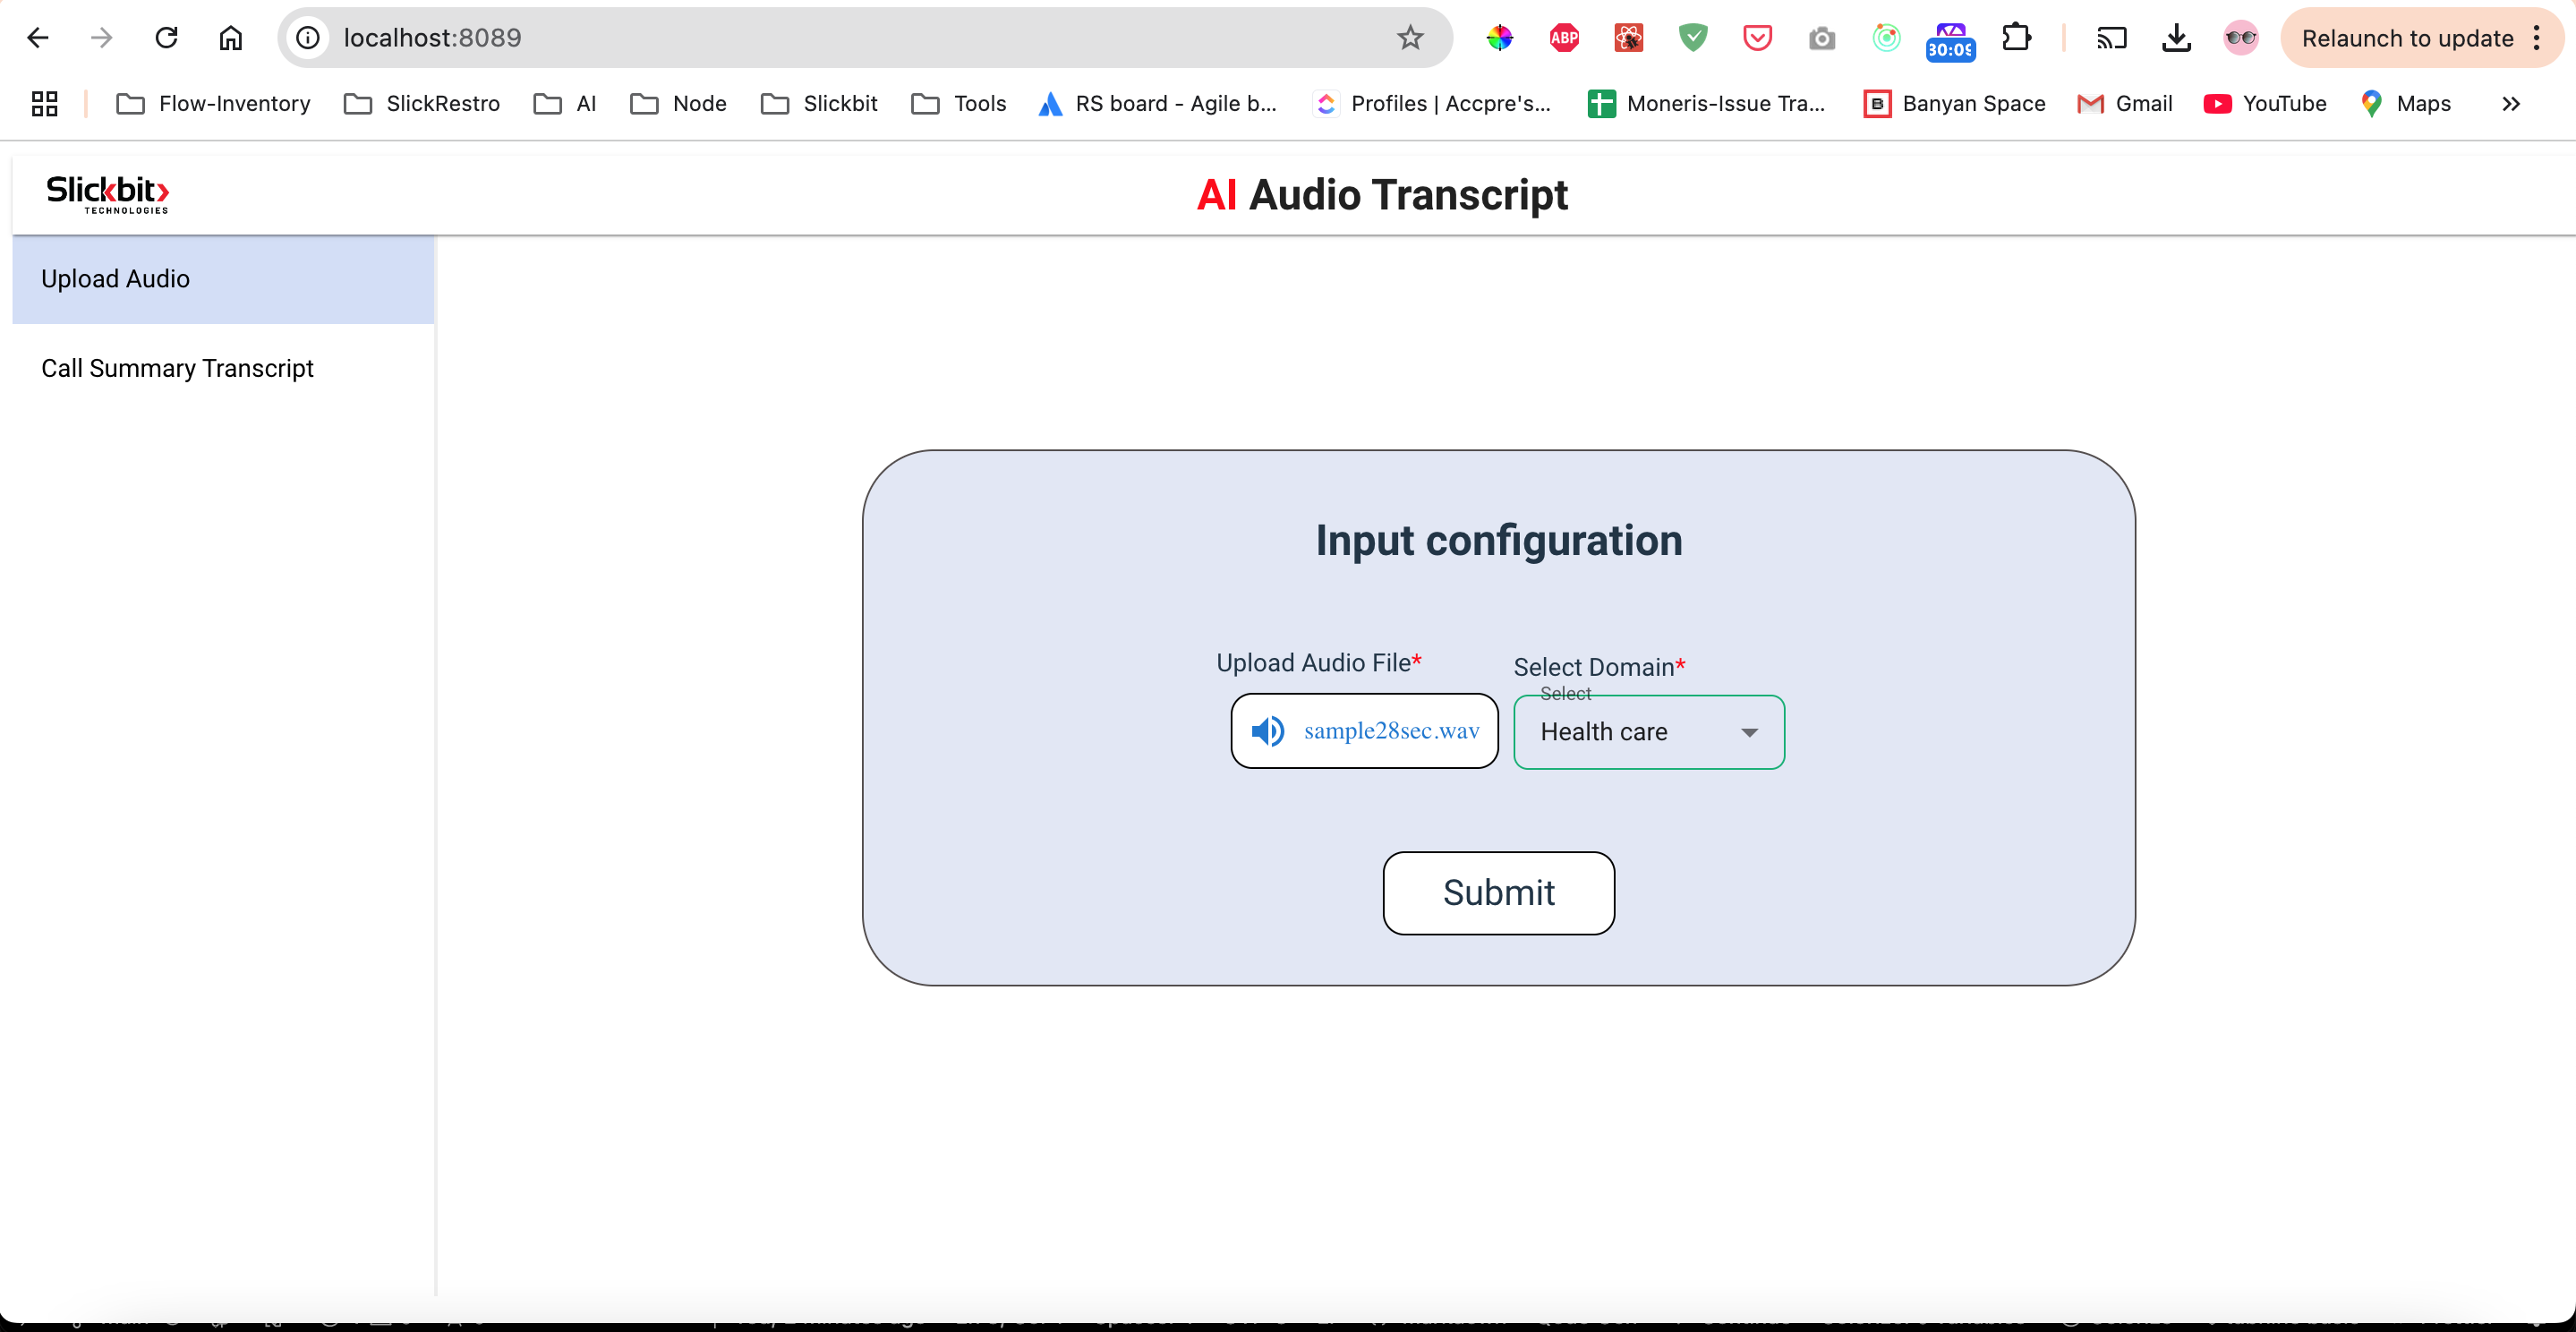 localhost:8089
ABP
30:09
Relaunch to update
Flow-Inventory
SlickRestro
AI
Node
Slickbit
Tools
RS board - Agile b...
Profiles | Accpre's...
Moneris-Issue Tra...
B
Banyan Space
Gmail
YouTube
Maps
Slickbit
TECHNOLOGIES
AI Audio Transcript
Upload Audio
Call Summary Transcript
Input configuration
Upload Audio File*
Select Domain*
Select
sample28sec.wav
Health care
Submit